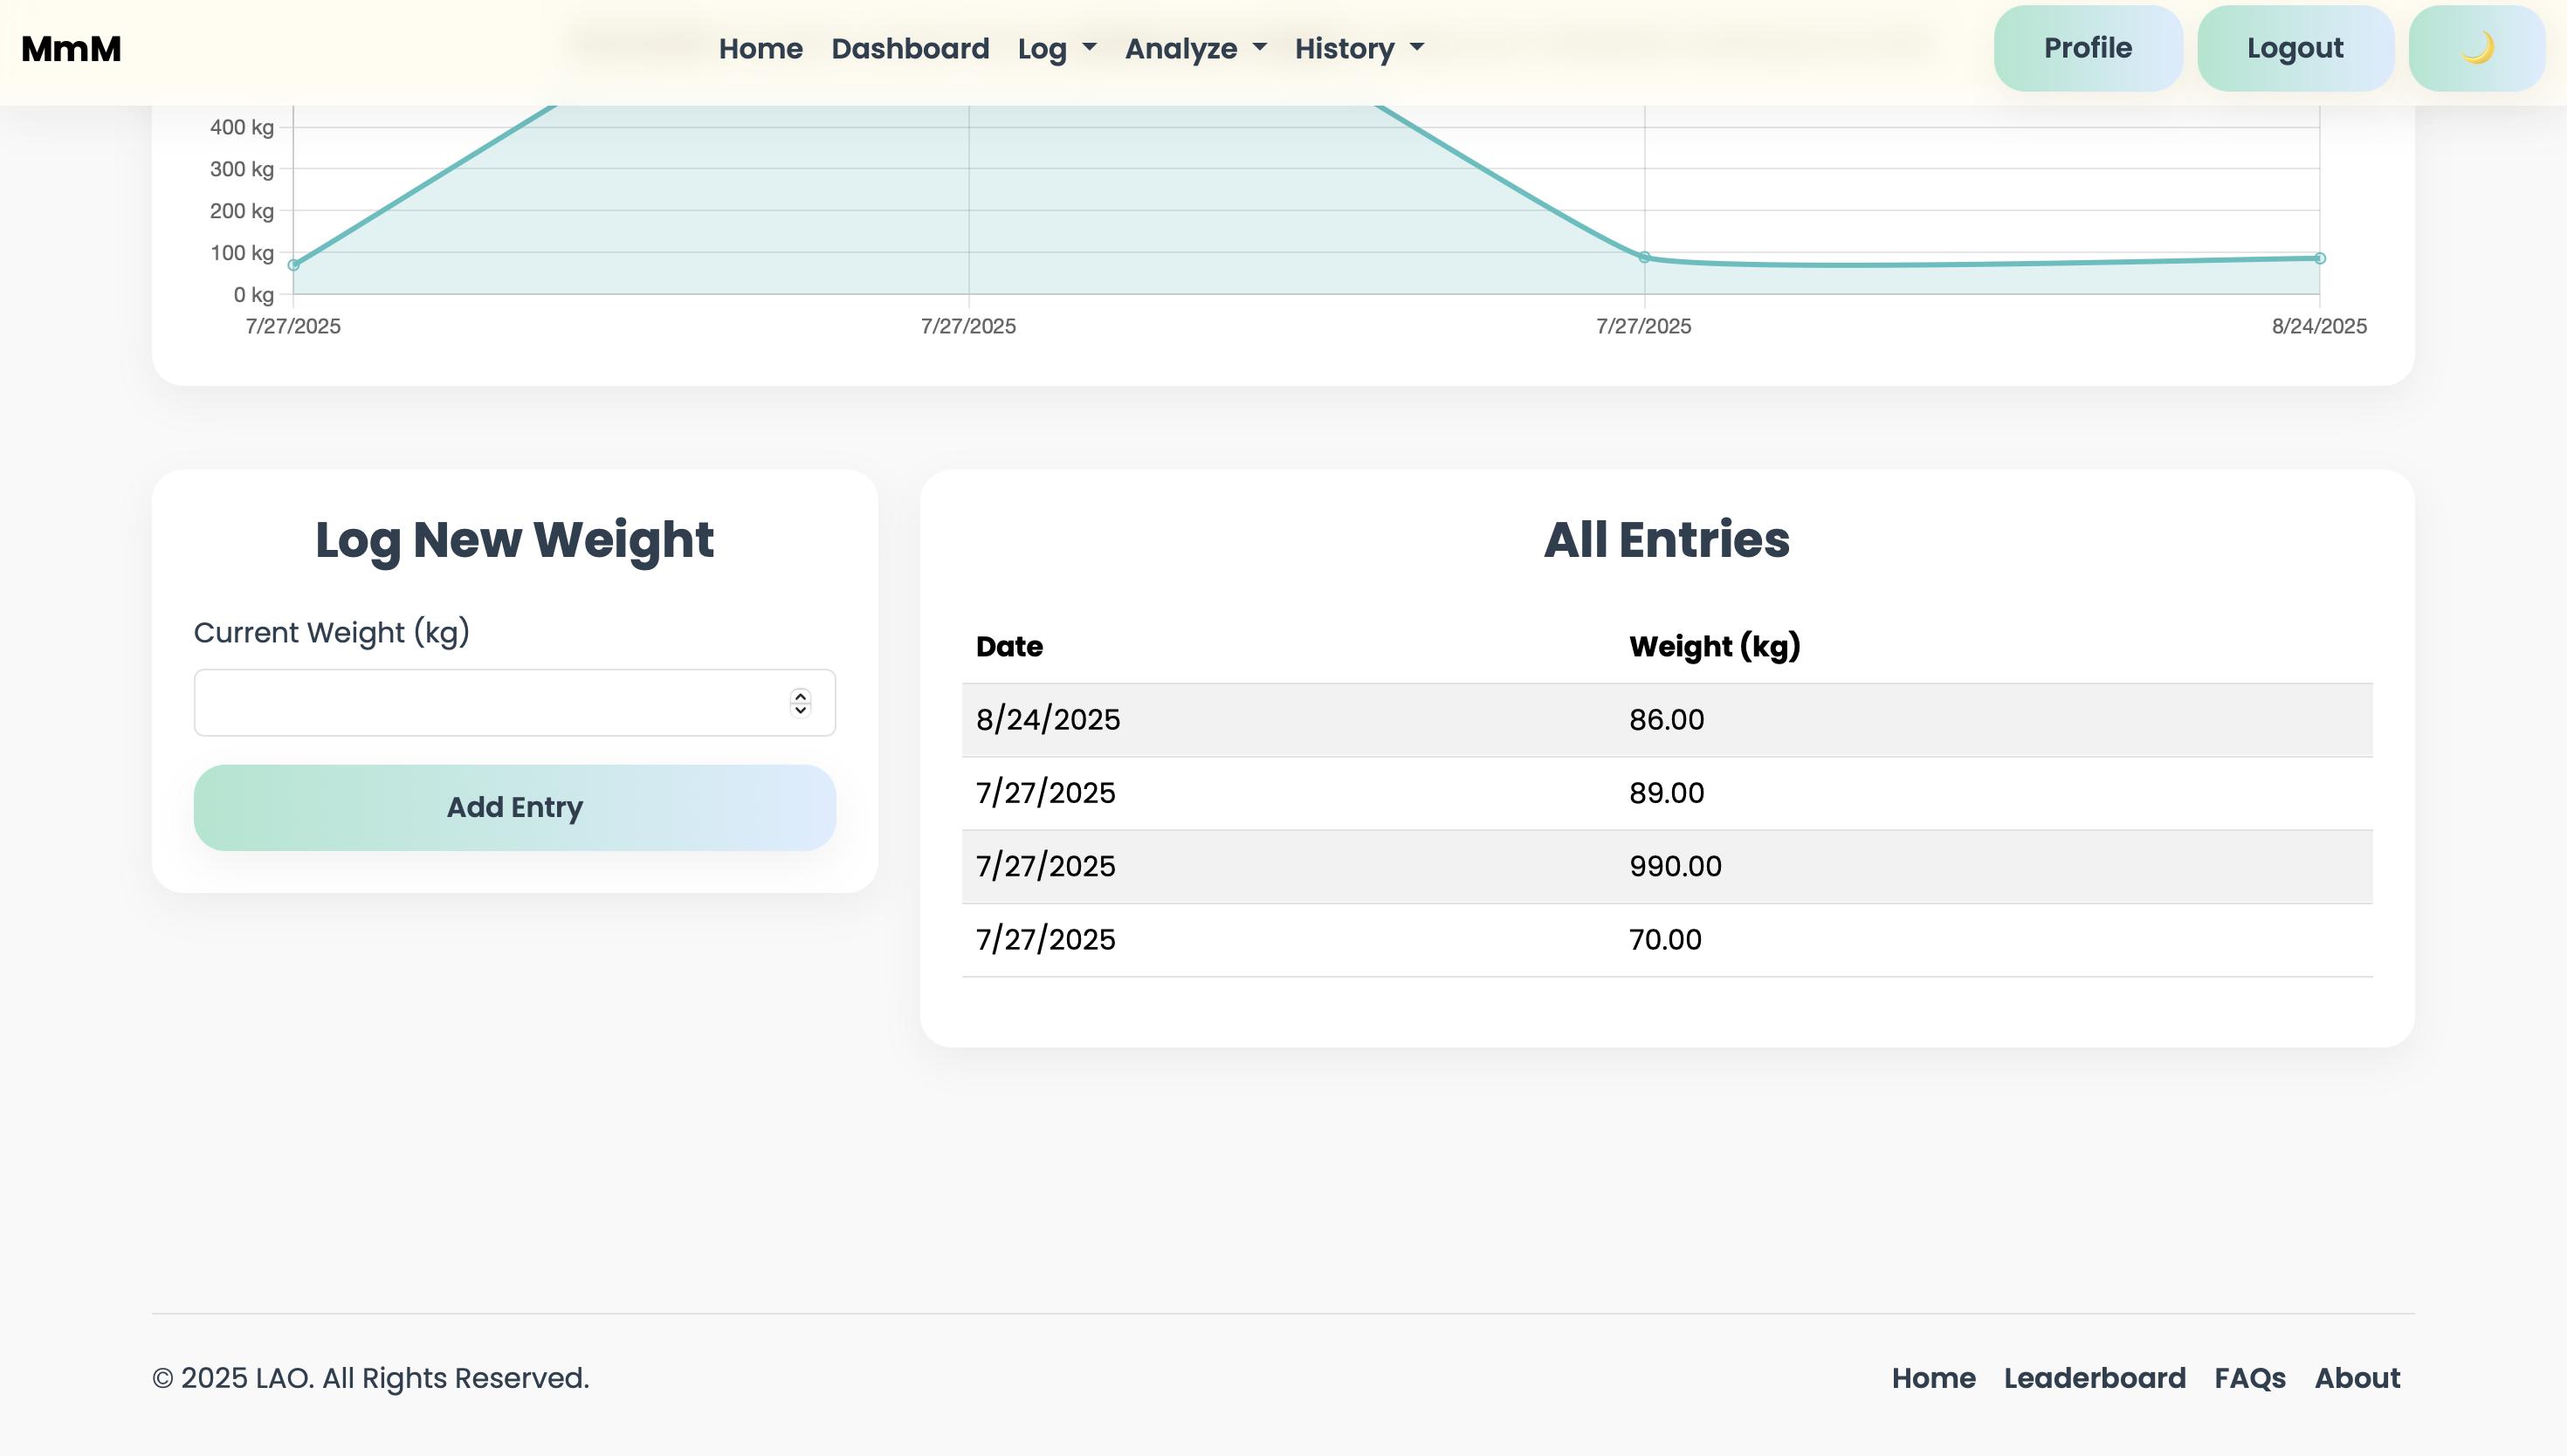 MmM
Home Dashboard Log Analyze History
Profile Logout
400 kg
300 kg
200 kg
100 kg
0 kg
7/27/2025 7/27/2025 7/27/2025 8/24/2025
Log New Weight
Current Weight (kg)
Add Entry
All Entries
Date Weight (kg)
8/24/2025 86.00
7/27/2025 89.00
7/27/2025 990.00
7/27/2025 70.00
© 2025 LAO. All Rights Reserved.
Home Leaderboard FAQs About